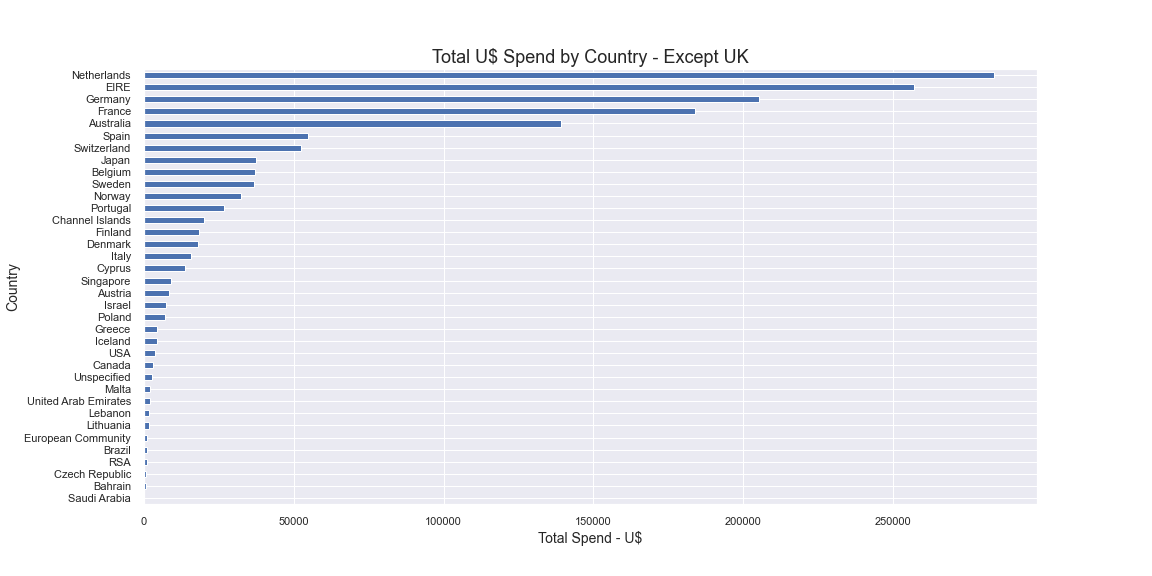 Total U$ Spend by Country - Except UK
Country
Netherlands
EIRE
Germany
France
Australia
Spain
Switzerland
Japan
Belgium
Sweden
Norway
Portugal
Channel Islands
Finland
Denmark
Italy
Cyprus
Singapore
Austria
Israel
Poland
Greece
Iceland
USA
Canada
Unspecified
Malta
United Arab Emirates
Lebanon
Lithuania
European Community
Brazil
RSA
Czech Republic
Bahrain
Saudi Arabia
0 50000 100000 150000 200000 250000
Total Spend - U$